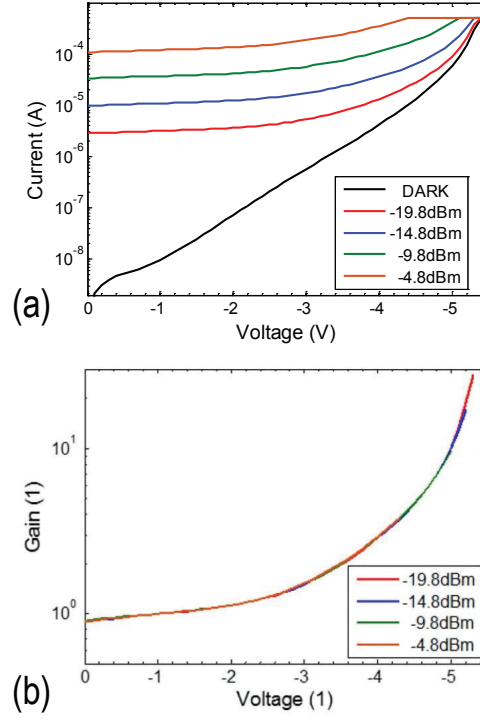 (a)
Current (A)
10⁻⁴
10⁻⁵
10⁻⁶
10⁻⁷
10⁻⁸
DARK
-19.8dBm
-14.8dBm
-9.8dBm
-4.8dBm
0 -1 -2 -3 -4 -5
Voltage (V)
(b)
Gain (1)
10¹
10⁰
-19.8dBm
-14.8dBm
-9.8dBm
-4.8dBm
0 -1 -2 -3 -4 -5
Voltage (1)